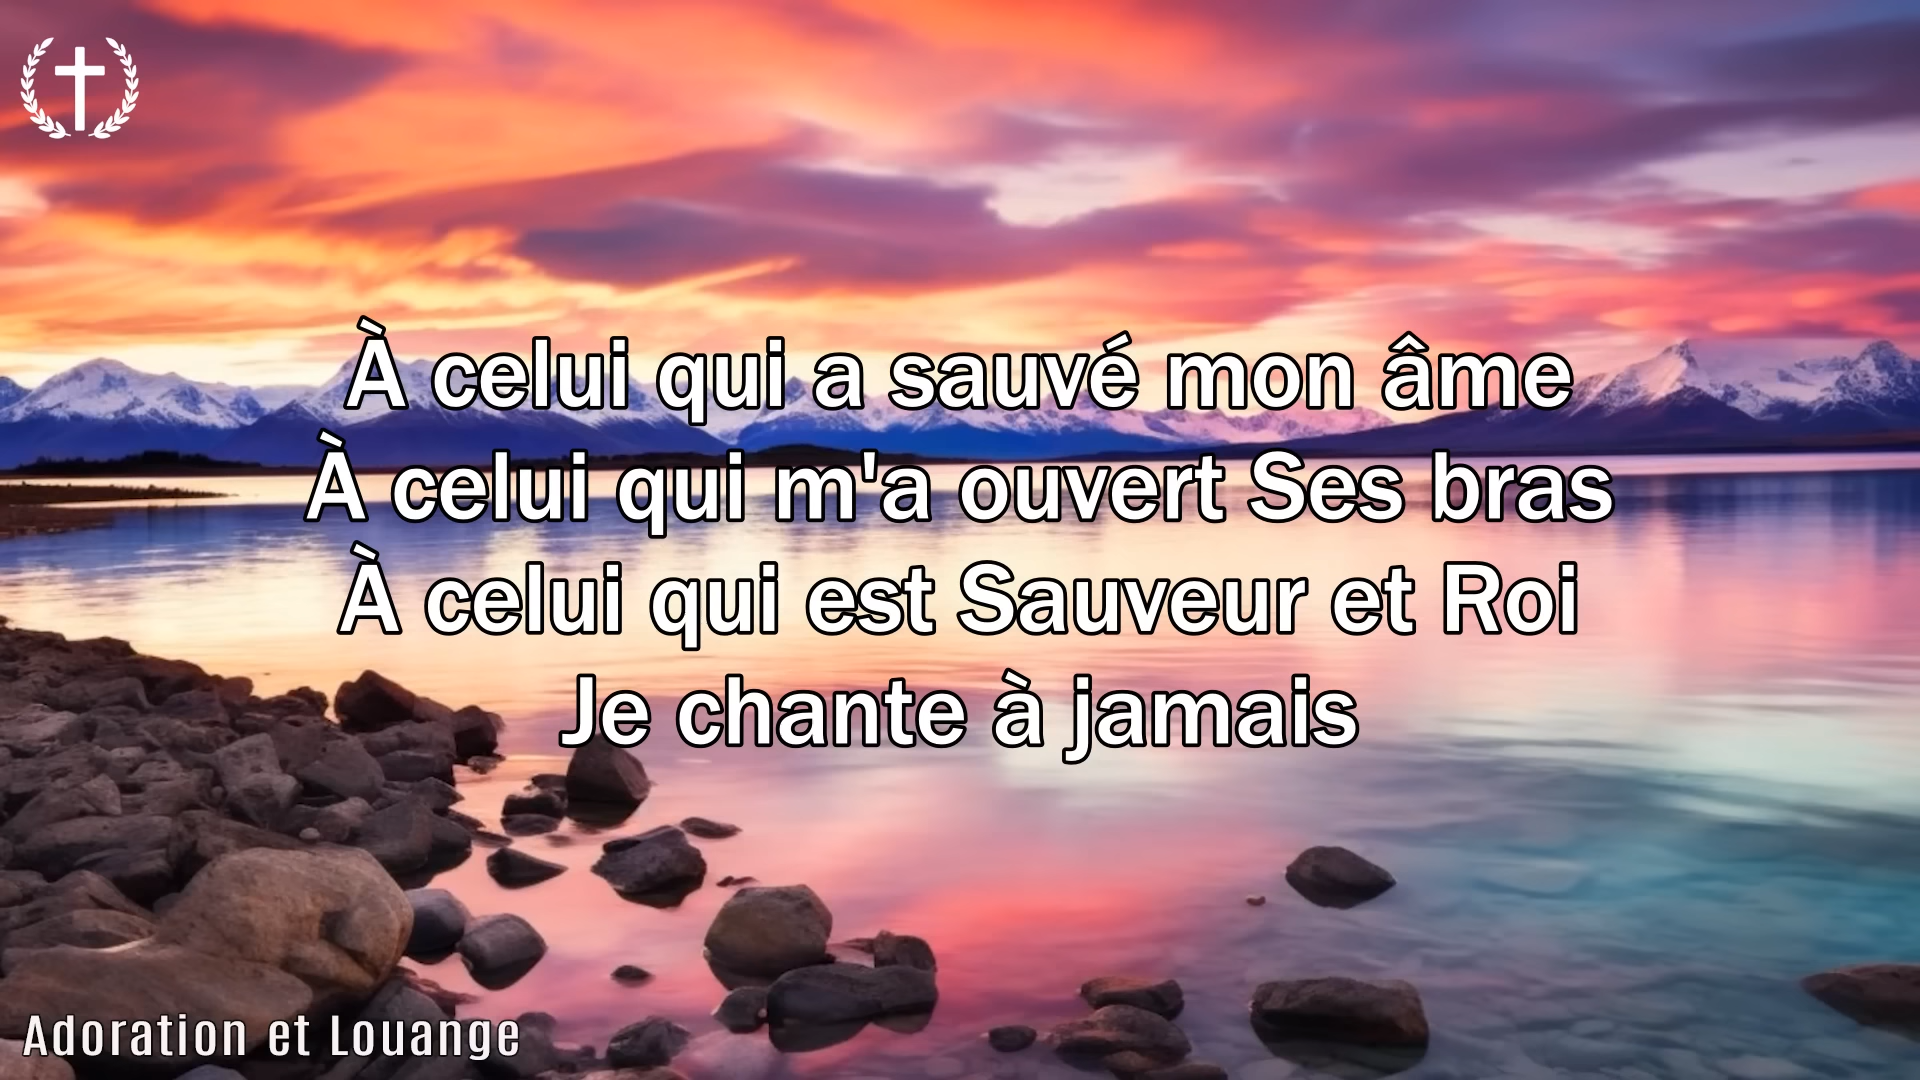 À celui qui a sauvé mon âme
À celui qui m'a ouvert Ses bras
À celui qui est Sauveur et Roi
Je chante à jamais
Adoration et Louange